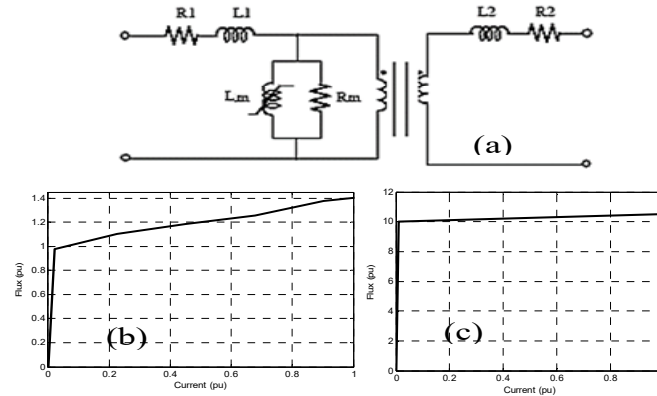 R1 L1 L2 R2
Lm Rm
(a)
1.4
1.2
1
0.8
0.6
0.4
0.2
0
Flux (pu)
0 0.2 0.4 0.6 0.8 1
Current (pu)
(b)
12
10
8
6
4
2
0
Flux (pu)
0 0.2 0.4 0.6 0.8
Current (pu)
(c)